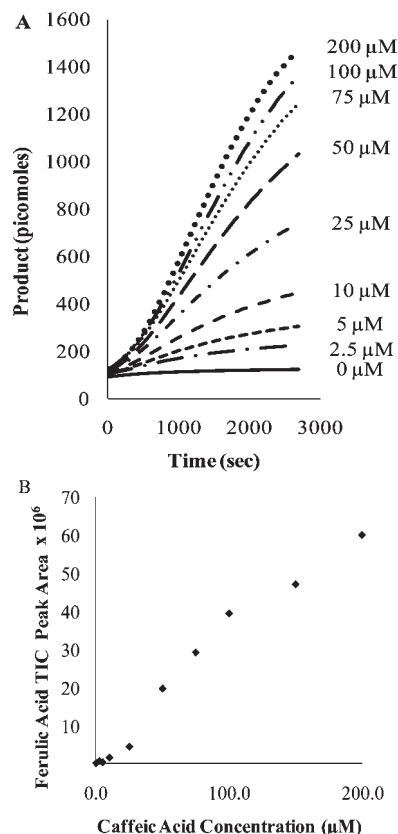 A
Product (picomoles)
1600
1400
1200
1000
800
600
400
200
0
0
1000
2000
3000
Time (sec)
200 µM
100 µM
75 µM
50 µM
25 µM
10 µM
5 µM
2.5 µM
0 µM
B
Ferulic Acid TIC Peak Area x 10⁶
70
60
50
40
30
20
10
0.0
100.0
200.0
Caffeic Acid Concentration (µM)